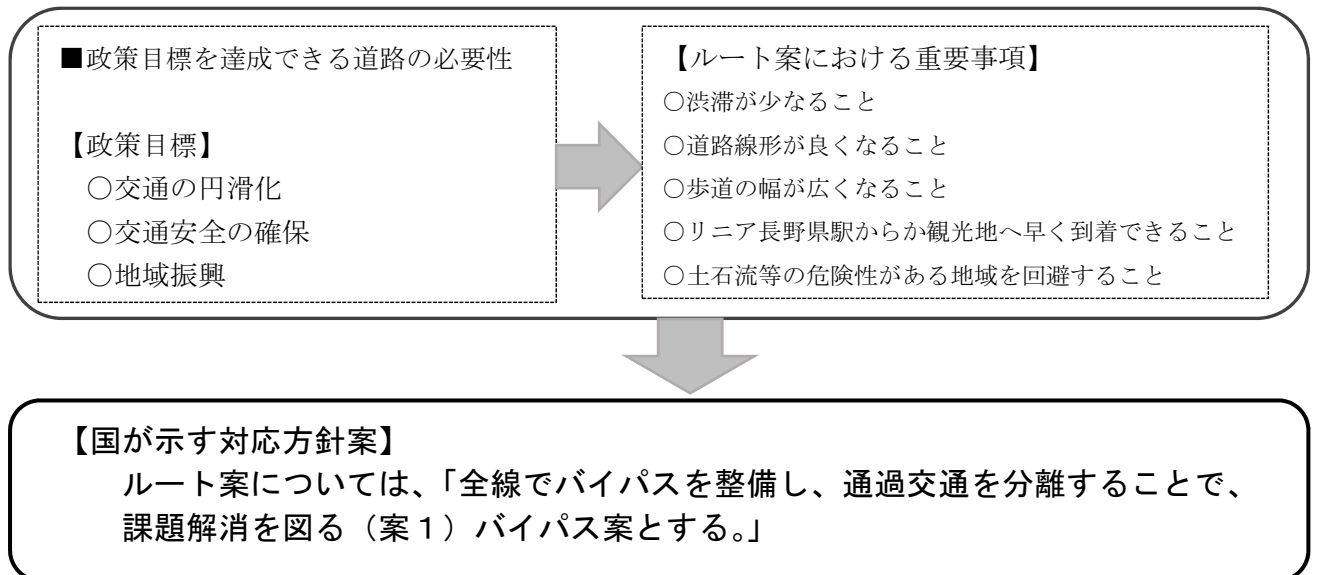 ■政策目標を達成できる道路の必要性
【政策目標】
○交通の円滑化
○交通安全の確保
○地域振興
【ルート案における重要事項】
○渋滞が少なること
○道路線形が良くなること
○歩道の幅が広くなること
○リニア長野県駅からか観光地へ早く到着できること
○土石流等の危険性がある地域を回避すること
【国が示す対応方針案】
ルート案については、「全線でバイパスを整備し、通過交通を分離することで、
課題解消を図る（案１）バイパス案とする。」